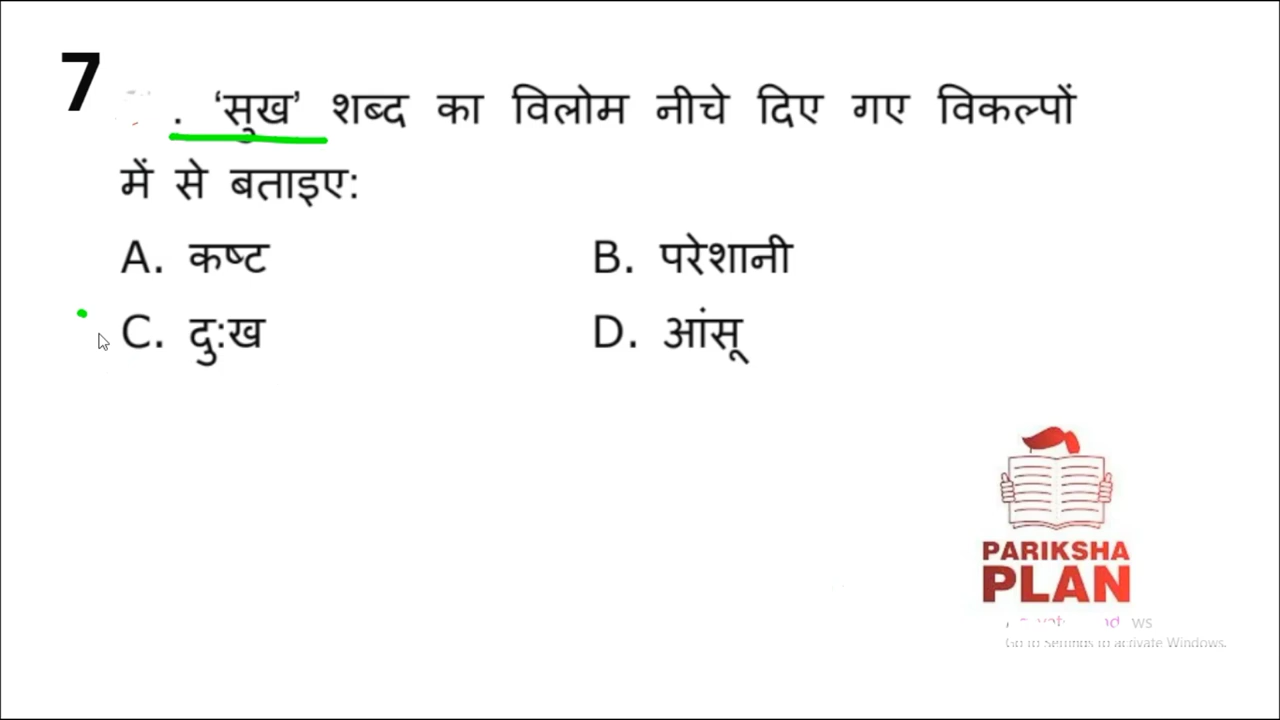 7 . ‘सुख’ शब्द का विलोम नीचे दिए गए विकल्पों
में से बताइए:
A. कष्ट B. परेशानी
C. दु:ख D. आंसू
PARIKSHA
PLAN
Go to Settings to activate Windows.